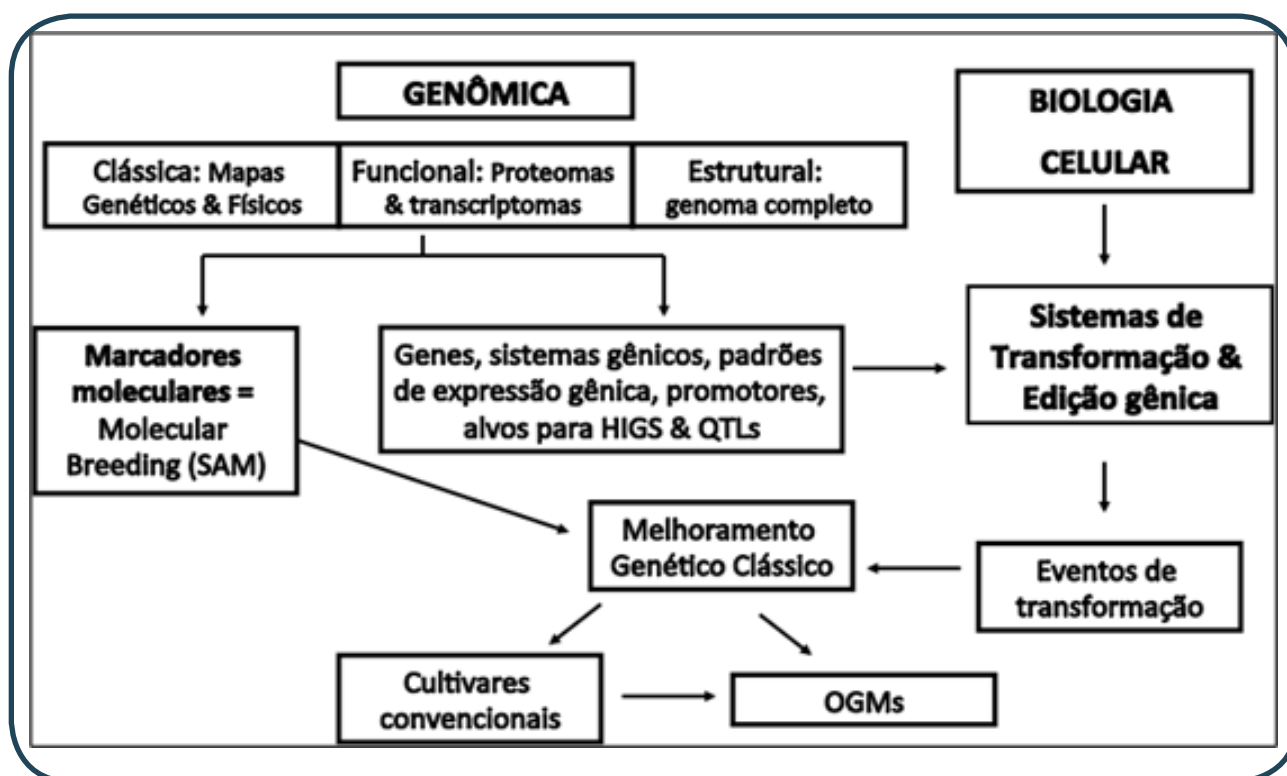 GENÔMICA
BIOLOGIA
CELULAR
Clássica: Mapas
Genéticos & Físicos
Funcional: Proteomas
& transcriptomas
Estrutural:
genoma completo
Marcadores
moleculares =
Molecular
Breeding (SAM)
Genes, sistemas gênicos, padrões
de expressão gênica, promotores,
alvos para HIGS & QTLs
Sistemas de
Transformação &
Edição gênica
Melhoramento
Genético Clássico
Eventos de
transformação
Cultivares
convencionais
OGMs